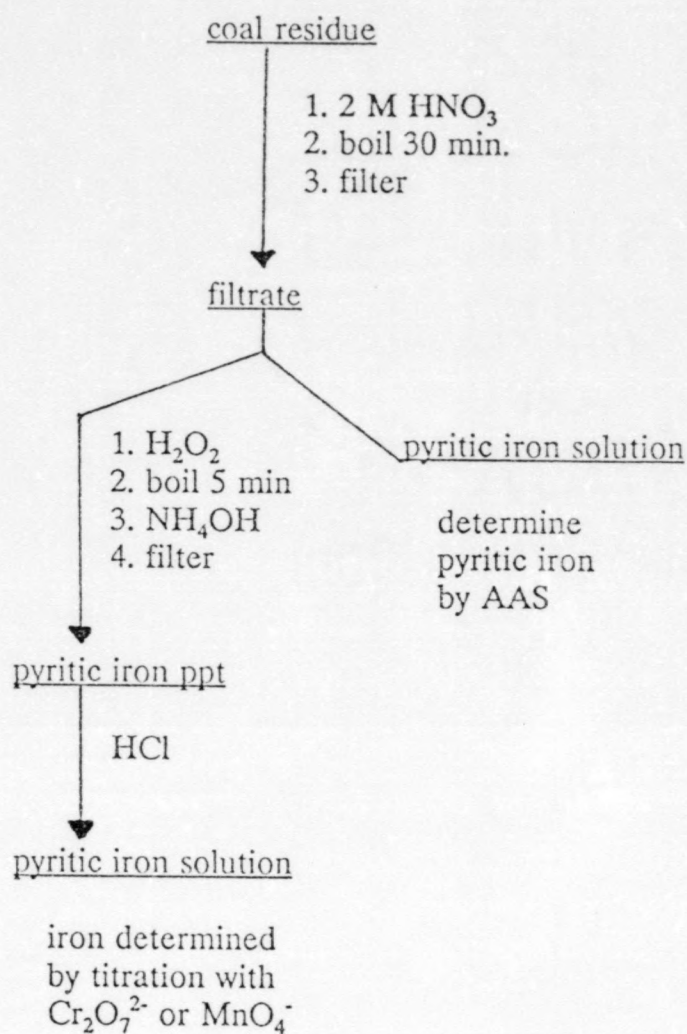 coal residue
1. 2 M HNO₃
2. boil 30 min.
3. filter
filtrate
1. H₂O₂
2. boil 5 min
3. NH₄OH
4. filter
pyritic iron solution
determine
pyritic iron
by AAS
pyritic iron ppt
HCl
pyritic iron solution
iron determined
by titration with
Cr₂O₇²⁻ or MnO₄⁻